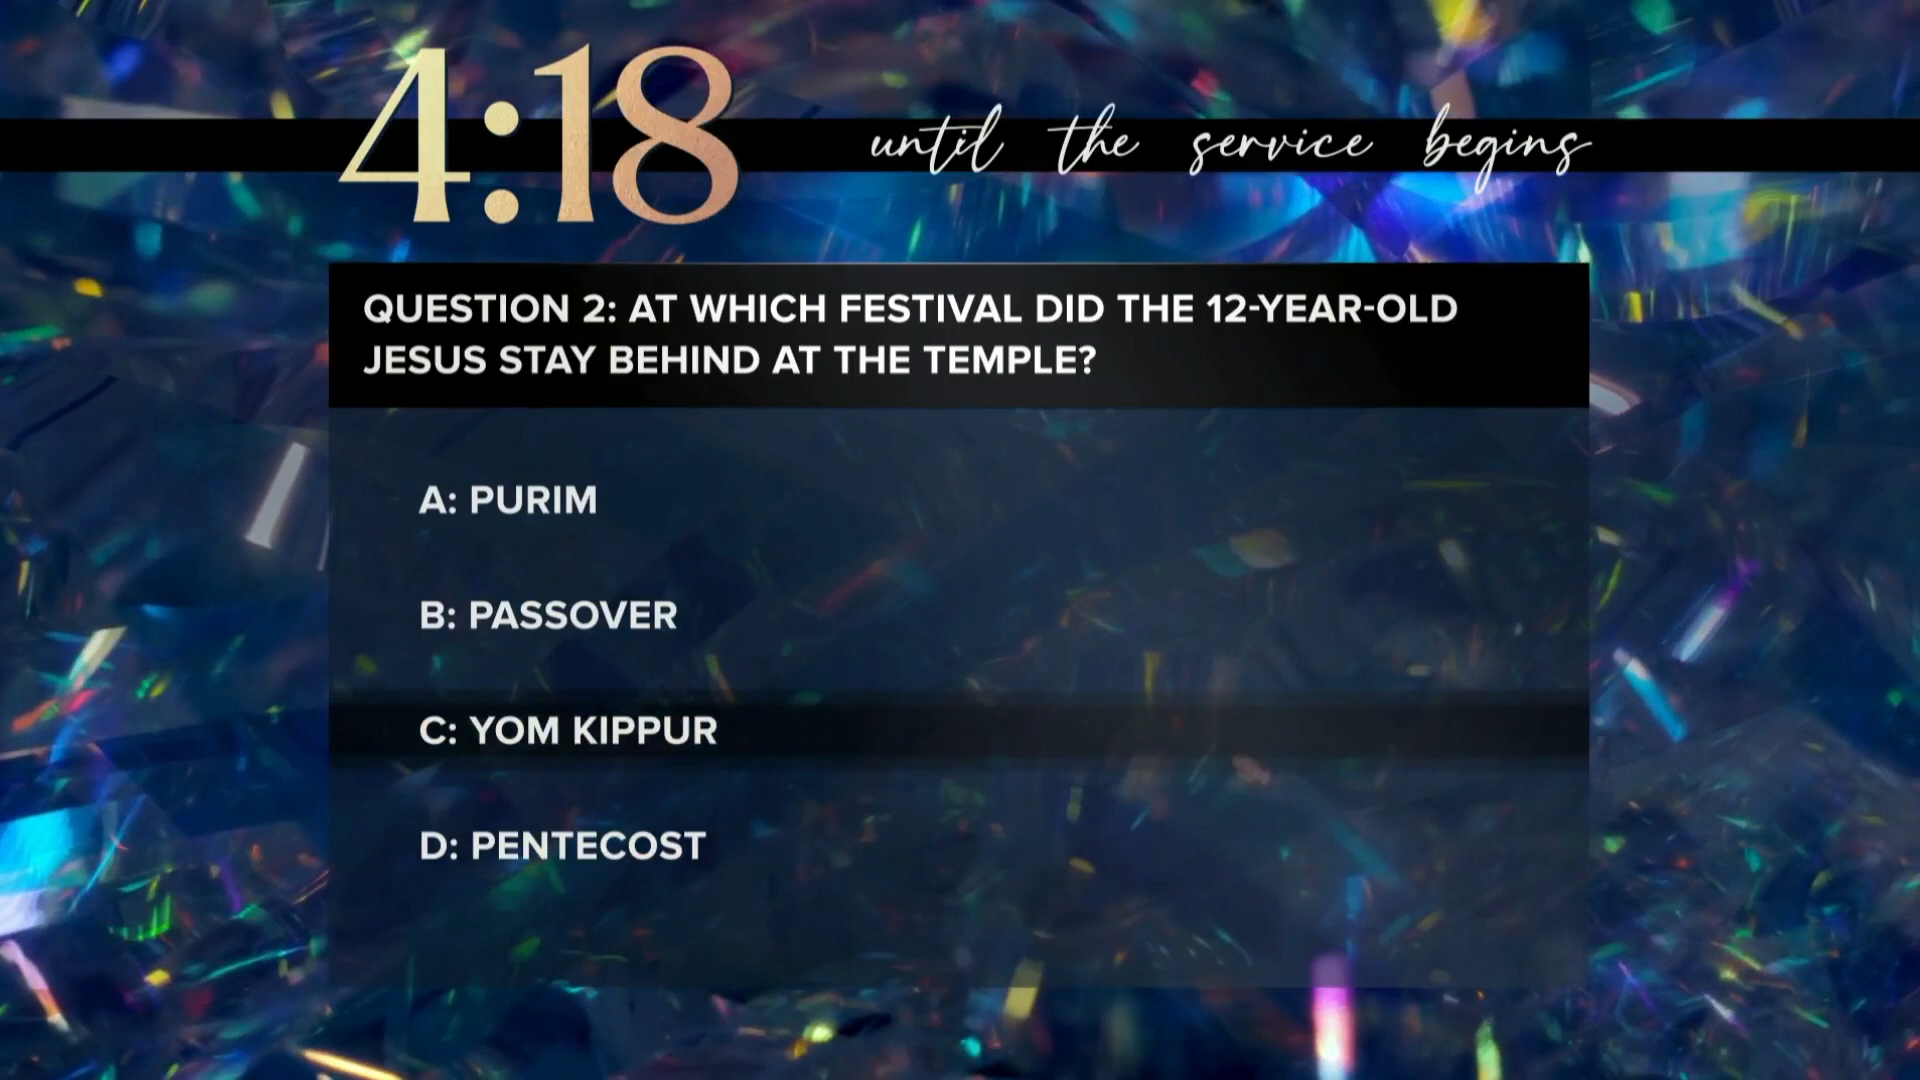 4:18 until the service begins
QUESTION 2: AT WHICH FESTIVAL DID THE 12-YEAR-OLD
JESUS STAY BEHIND AT THE TEMPLE?
A: PURIM
B: PASSOVER
C: YOM KIPPUR
D: PENTECOST